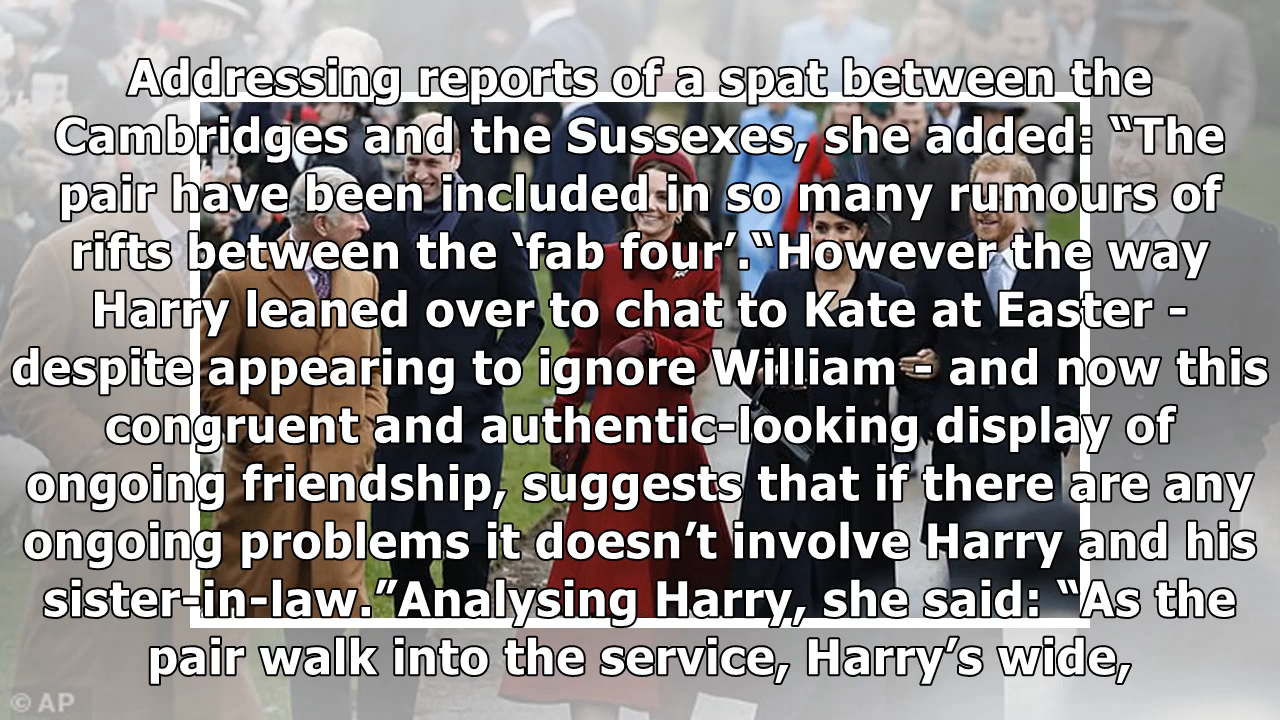 Addressing reports of a spat between the
Cambridges and the Sussexes, she added: “The
pair have been included in so many rumours of
rifts between the ‘fab four’.“However the way
Harry leaned over to chat to Kate at Easter -
despite appearing to ignore William - and now this
congruent and authentic-looking display of
ongoing friendship, suggests that if there are any
ongoing problems it doesn’t involve Harry and his
sister-in-law.”Analysing Harry, she said: “As the
pair walk into the service, Harry’s wide,
© AP